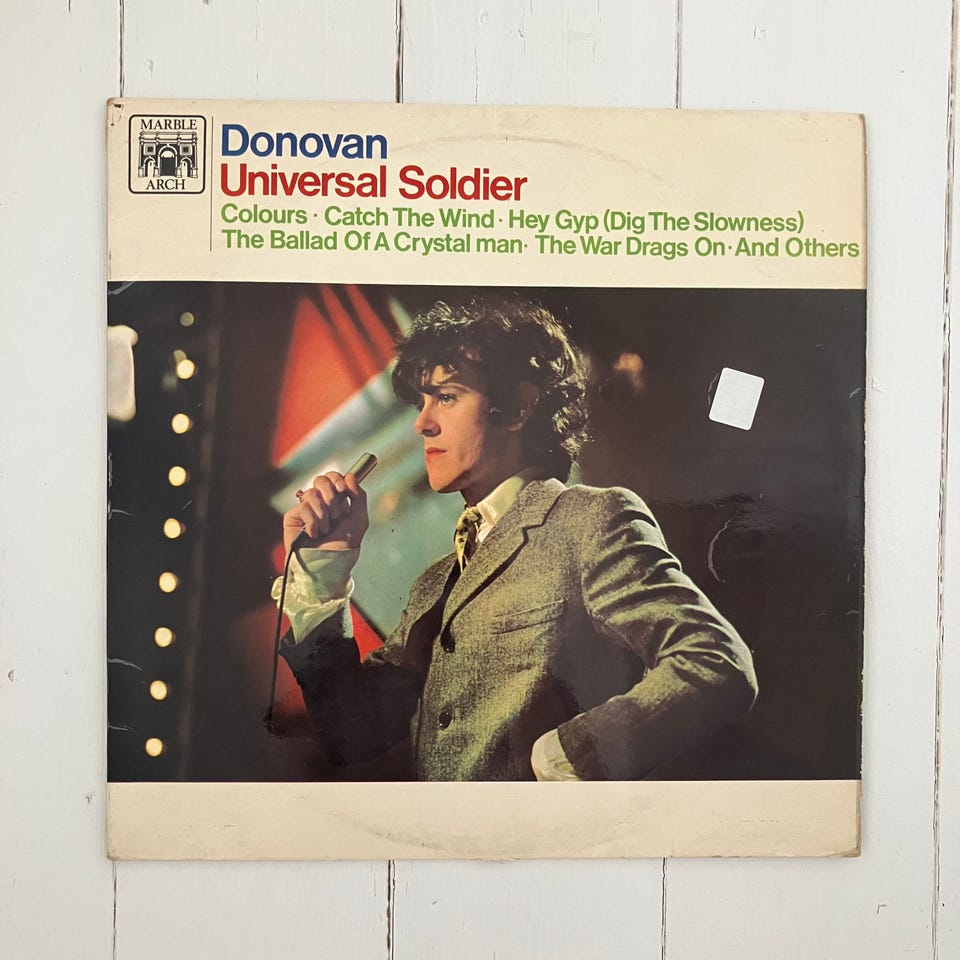 MARBLE
ARCH
Donovan
Universal Soldier
Colours · Catch The Wind · Hey Gyp (Dig The Slowness)
The Ballad Of A Crystal man · The War Drags On · And Others